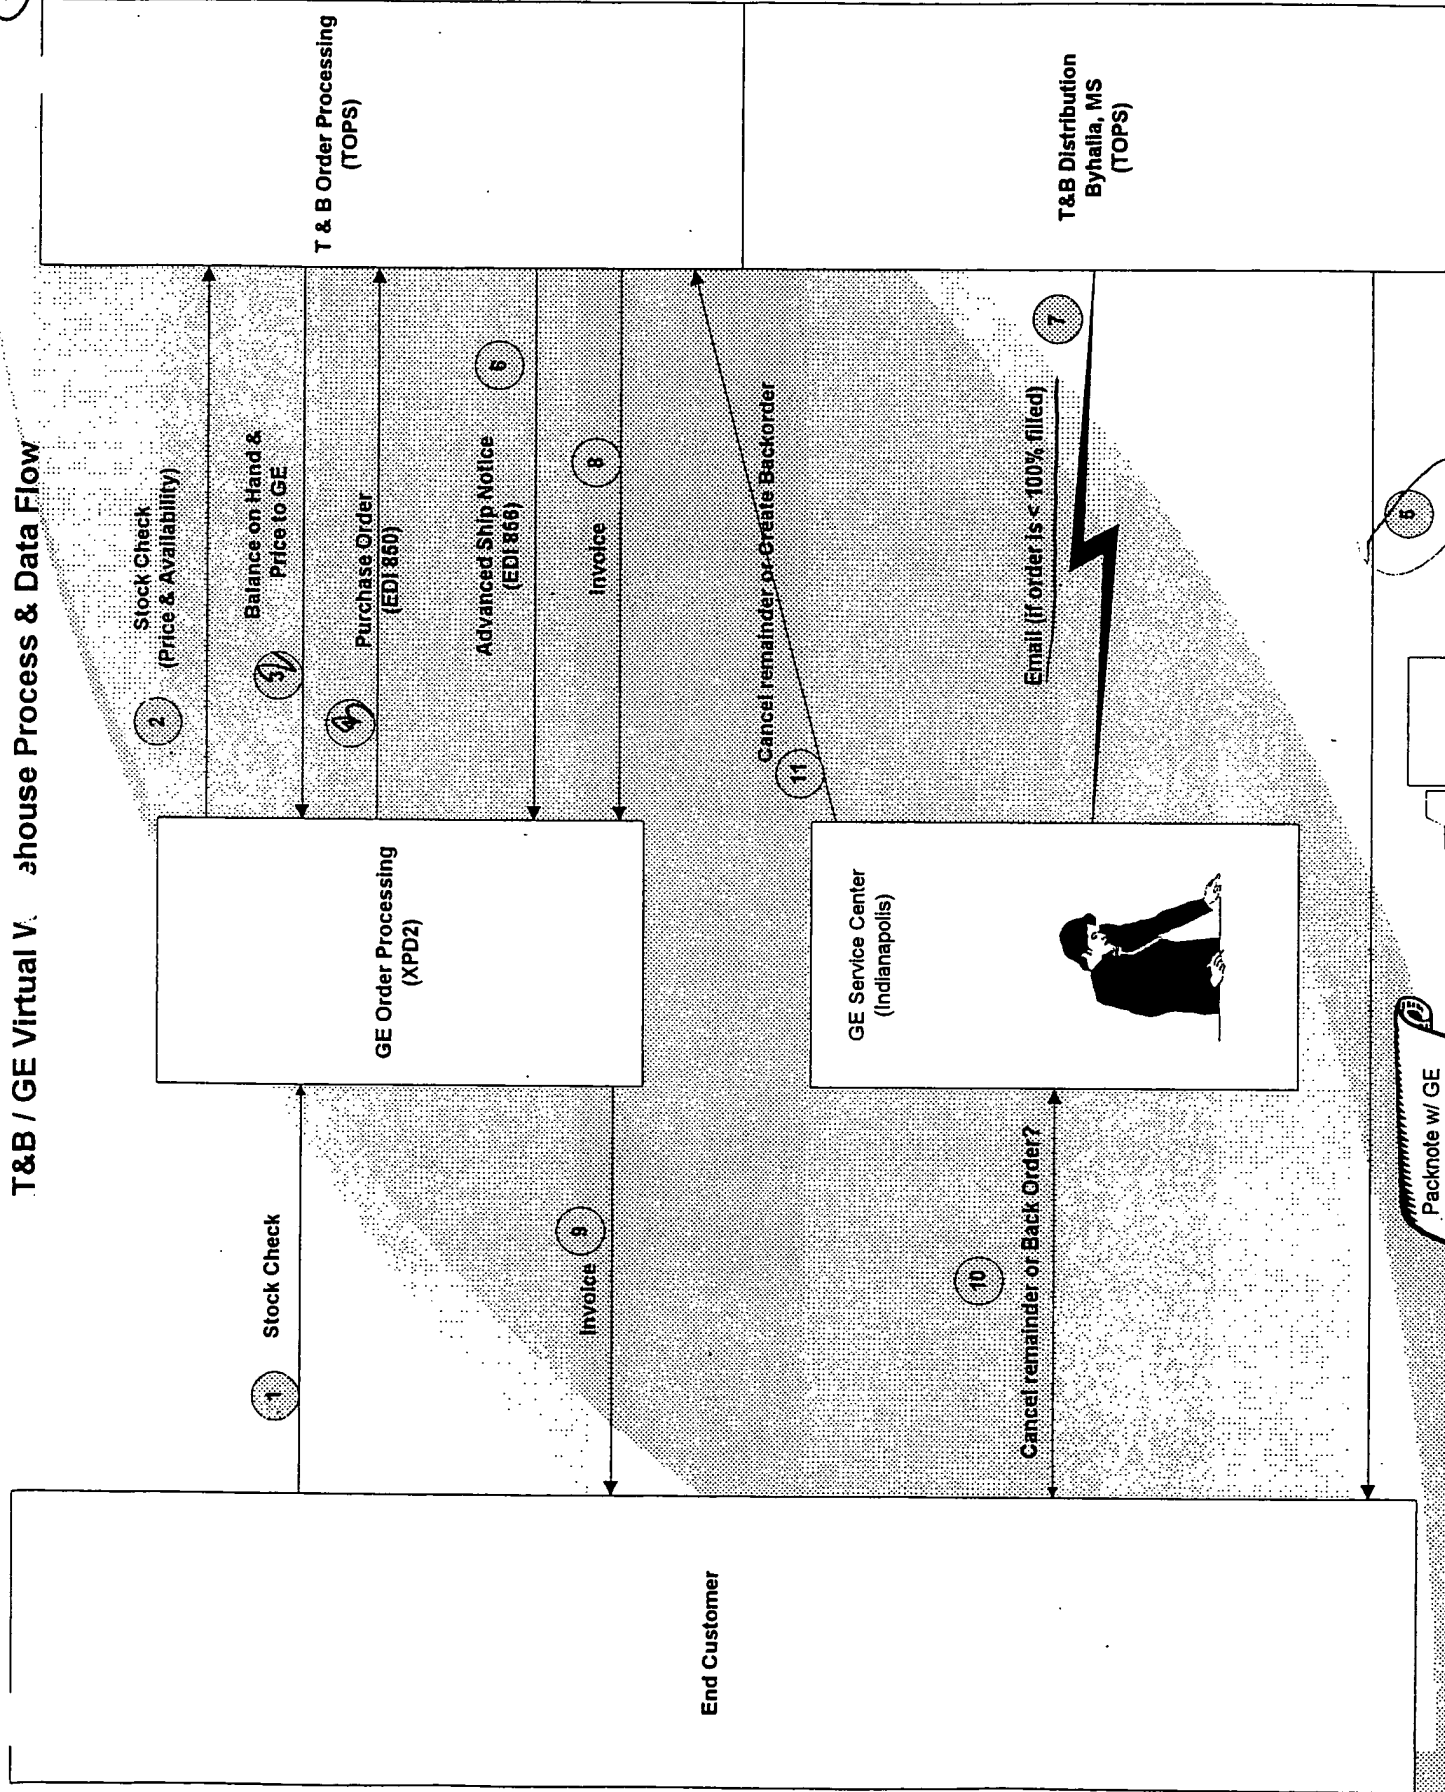 T&B / GE Virtual W ehouse Process & Data Flow
End Customer
1
Stock Check
GE Order Processing
(XPD2)
2
Stock Check
(Price & Availability)
3
Balance on Hand &
Price to GE
4
Purchase Order
(EDI 850)
6
Advanced Ship Notice
(EDI 856)
8
Invoice
9
Invoice
T & B Order Processing
(TOPS)
11
Cancel remainder or Create Backorder
10
Cancel remainder or Back Order?
GE Service Center
(Indianapolis)
7
Email (if order is < 100% filled)
T&B Distribution
Byhalia, MS
(TOPS)
5
Packnote w/ GE